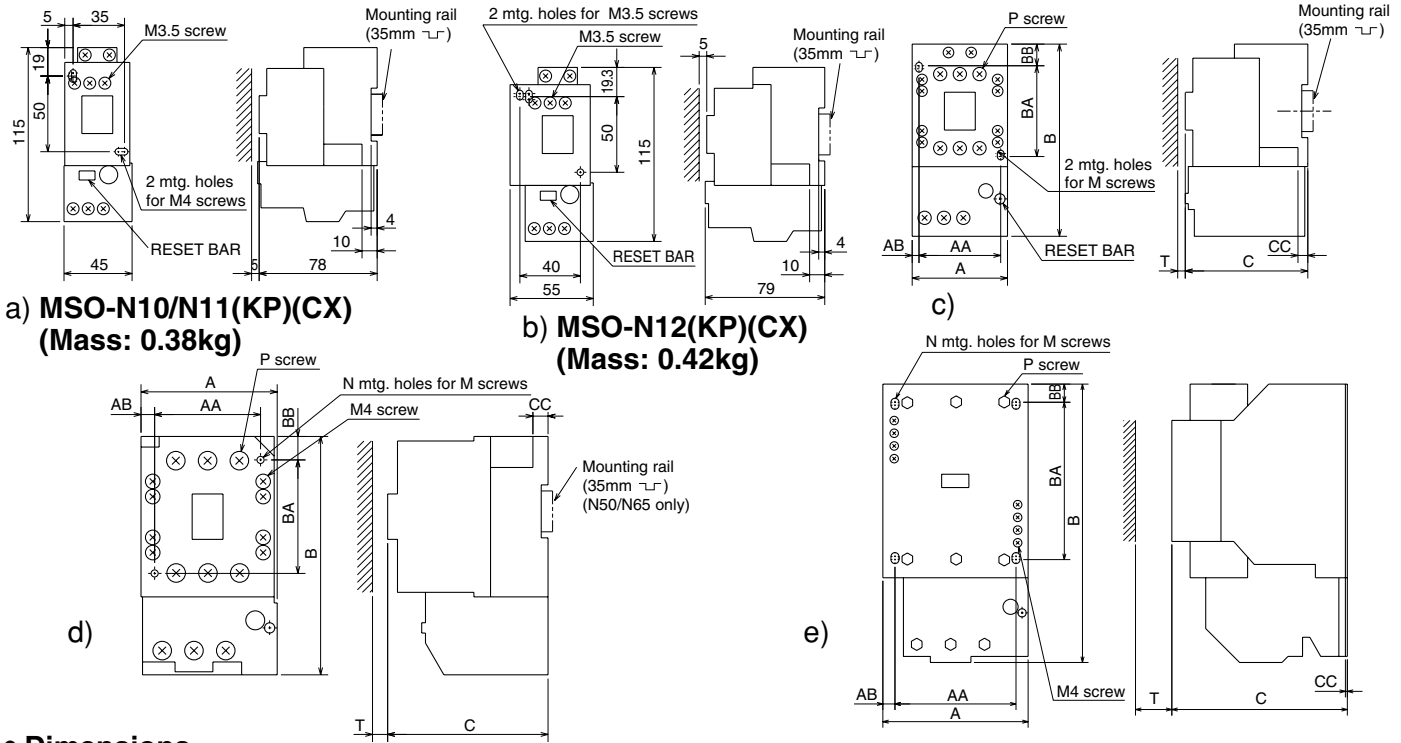 5
35
M3.5 screw
19
50
115
2 mtg. holes
for M4 screws
RESET BAR
45
Mounting rail
(35mm )
4
10
5
78
a) MSO-N10/N11(KP)(CX)
(Mass: 0.38kg)
2 mtg. holes for M3.5 screws
M3.5 screw
5
19.3
50
115
RESET BAR
40
55
Mounting rail
(35mm )
4
10
79
b) MSO-N12(KP)(CX)
(Mass: 0.42kg)
P screw
BB
BA
B
2 mtg. holes
for M screws
RESET BAR
AB
AA
A
Mounting rail
(35mm )
CC
T
C
c)
P screw
A
N mtg. holes for M screws
AB
AA
M4 screw
BB
BA
B
CC
Mounting rail
(35mm )
(N50/N65 only)
T
C
d)
N mtg. holes for M screws
P screw
BB
BA
B
AB
AA
A
M4 screw
CC
T
C
e)
• Dimensions